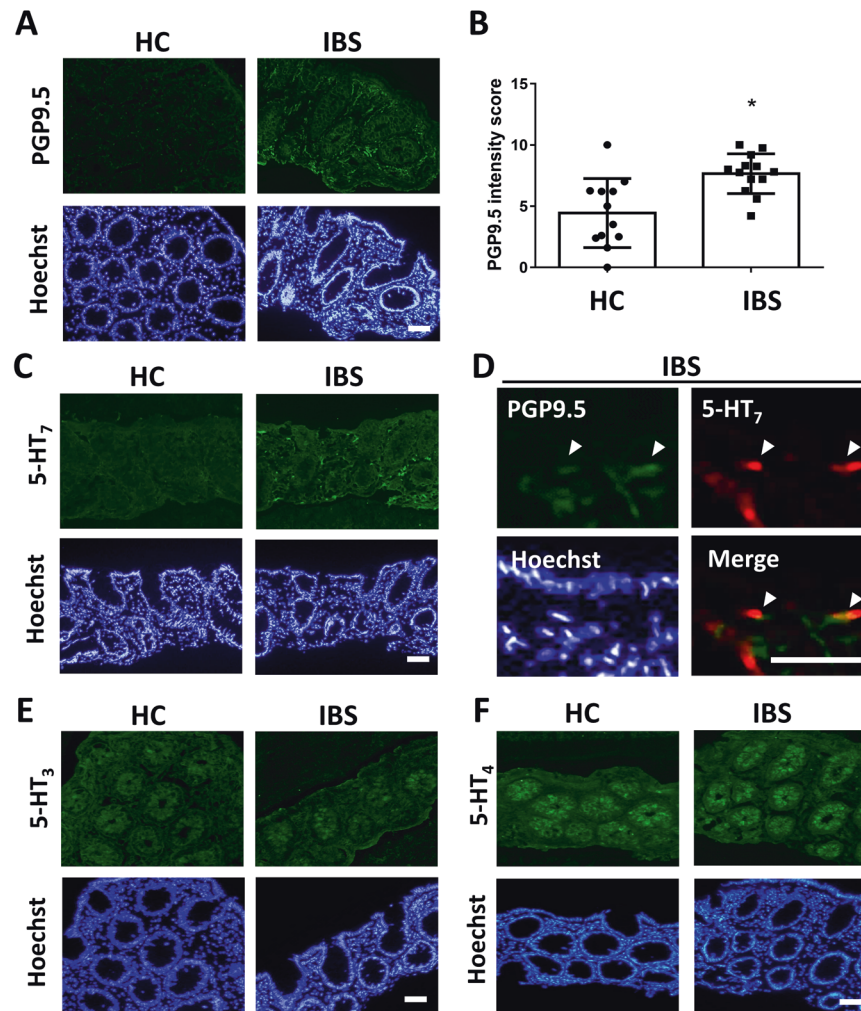 A
HC
IBS
PGP9.5
Hoechst
B
PGP9.5 intensity score
15
10
5
0
*
HC
IBS
C
HC
IBS
5-HT₇
Hoechst
D
IBS
PGP9.5
5-HT₇
Hoechst
Merge
E
HC
IBS
5-HT₃
Hoechst
F
HC
IBS
5-HT₄
Hoechst